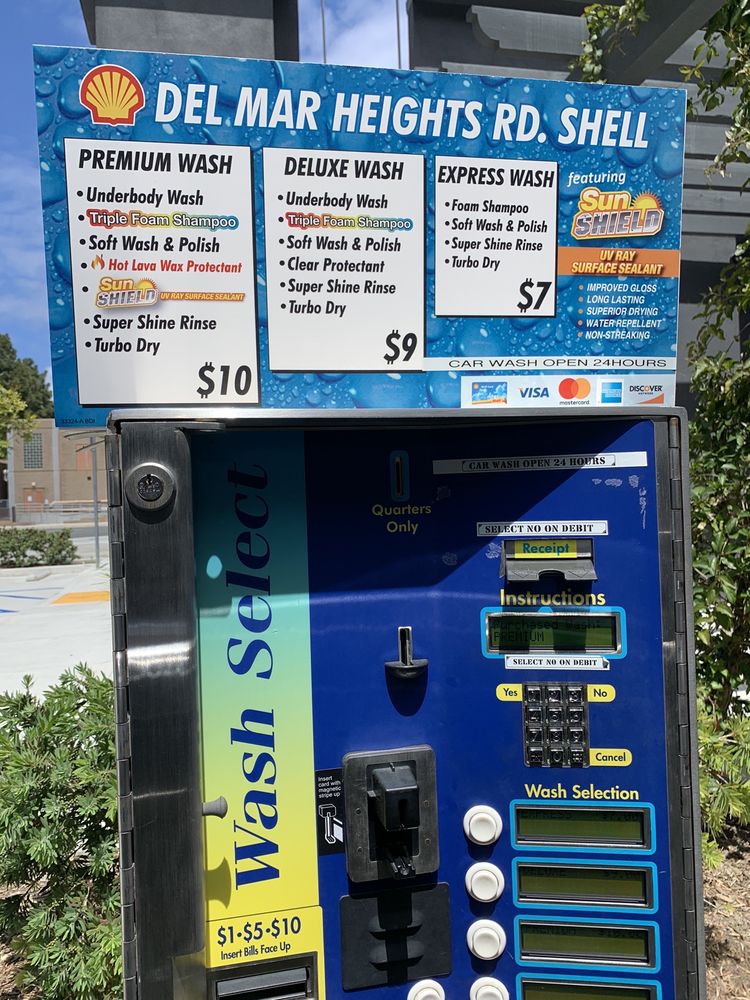 DEL MAR HEIGHTS RD. SHELL
PREMIUM WASH
• Underbody Wash
• Triple Foam Shampoo
• Soft Wash & Polish
• Hot Lava Wax Protectant
• Sun SHIELD UV RAY SURFACE SEALANT
• Super Shine Rinse
• Turbo Dry
$10
DELUXE WASH
• Underbody Wash
• Triple Foam Shampoo
• Soft Wash & Polish
• Clear Protectant
• Super Shine Rinse
• Turbo Dry
$9
EXPRESS WASH
• Foam Shampoo
• Soft Wash & Polish
• Super Shine Rinse
• Turbo Dry
$7
featuring
Sun
SHIELD
UV RAY
SURFACE SEALANT
• IMPROVED GLOSS
• LONG LASTING
• SUPERIOR DRYING
• WATER REPELLENT
• NON-STREAKING
CAR WASH OPEN 24HOURS
VISA
mastercard
DISCOVER
Wash Select
Quarters
Only
CAR WASH OPEN 24 HOURS
SELECT NO ON DEBIT
Receipt
Instructions
Purchased Wash:
PREMIUM
SELECT NO ON DEBIT
Yes
No
Cancel
Insert
card with
magnetic
stripe up
Wash Selection
EXPRESS
$1•$5•$10
Insert Bills Face Up